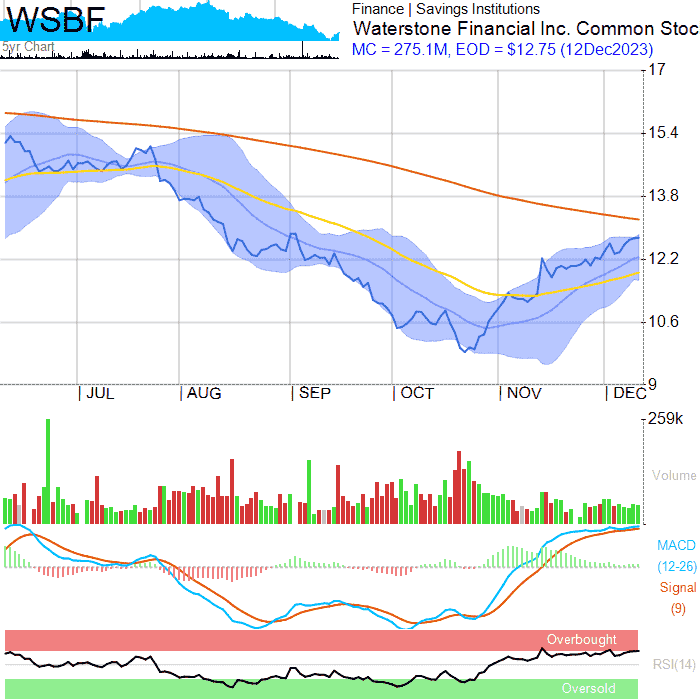 WSBF
5yr Chart
Finance | Savings Institutions
Waterstone Financial Inc. Common Stoc
MC = 275.1M, EOD = $12.75 (12Dec2023)
17
15.4
13.8
12.2
10.6
9
JUL
AUG
SEP
OCT
NOV
DEC
259k
Volume
MACD
(12-26)
Signal
(9)
Overbought
RSI(14)
Oversold